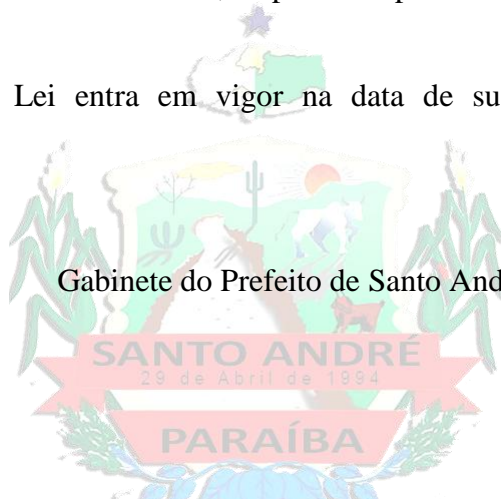 Lei entra em vigor na data de su
Gabinete do Prefeito de Santo And
SANTO ANDRÉ
29 de Abril de 1994
PARAÍBA